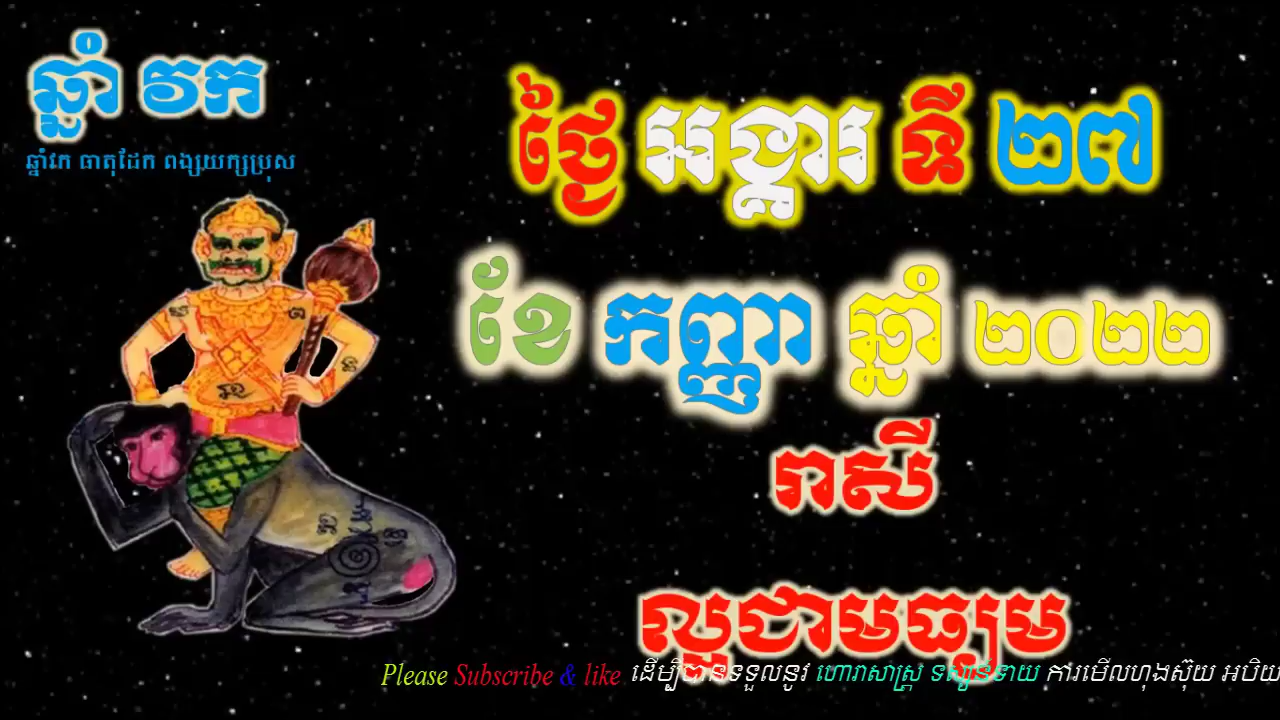 ឆ្នាំ វក
ឆ្នាំវក ធាតុដែក ពង្សយក្សប្រុស
ថ្ងៃ អង្គារ ទី ២៧
ខែ កញ្ញា ឆ្នាំ ២០២២
រាសី
ល្អជាមធ្យម
Please Subscribe & like ដើម្បីបានទទួលនូវ ហោរាសាស្ត្រ ទស្សន៍ទាយ ការមើលហុងស៊ុយ អបិយ